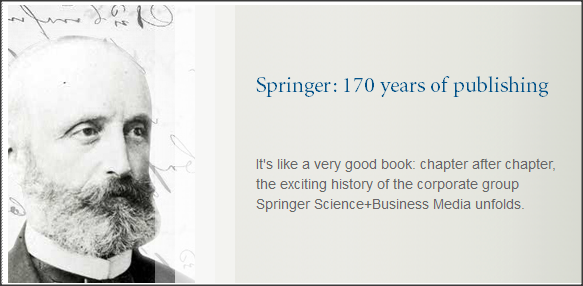 Springer: 170 years of publishing
It's like a very good book: chapter after chapter,
the exciting history of the corporate group
Springer Science+Business Media unfolds.